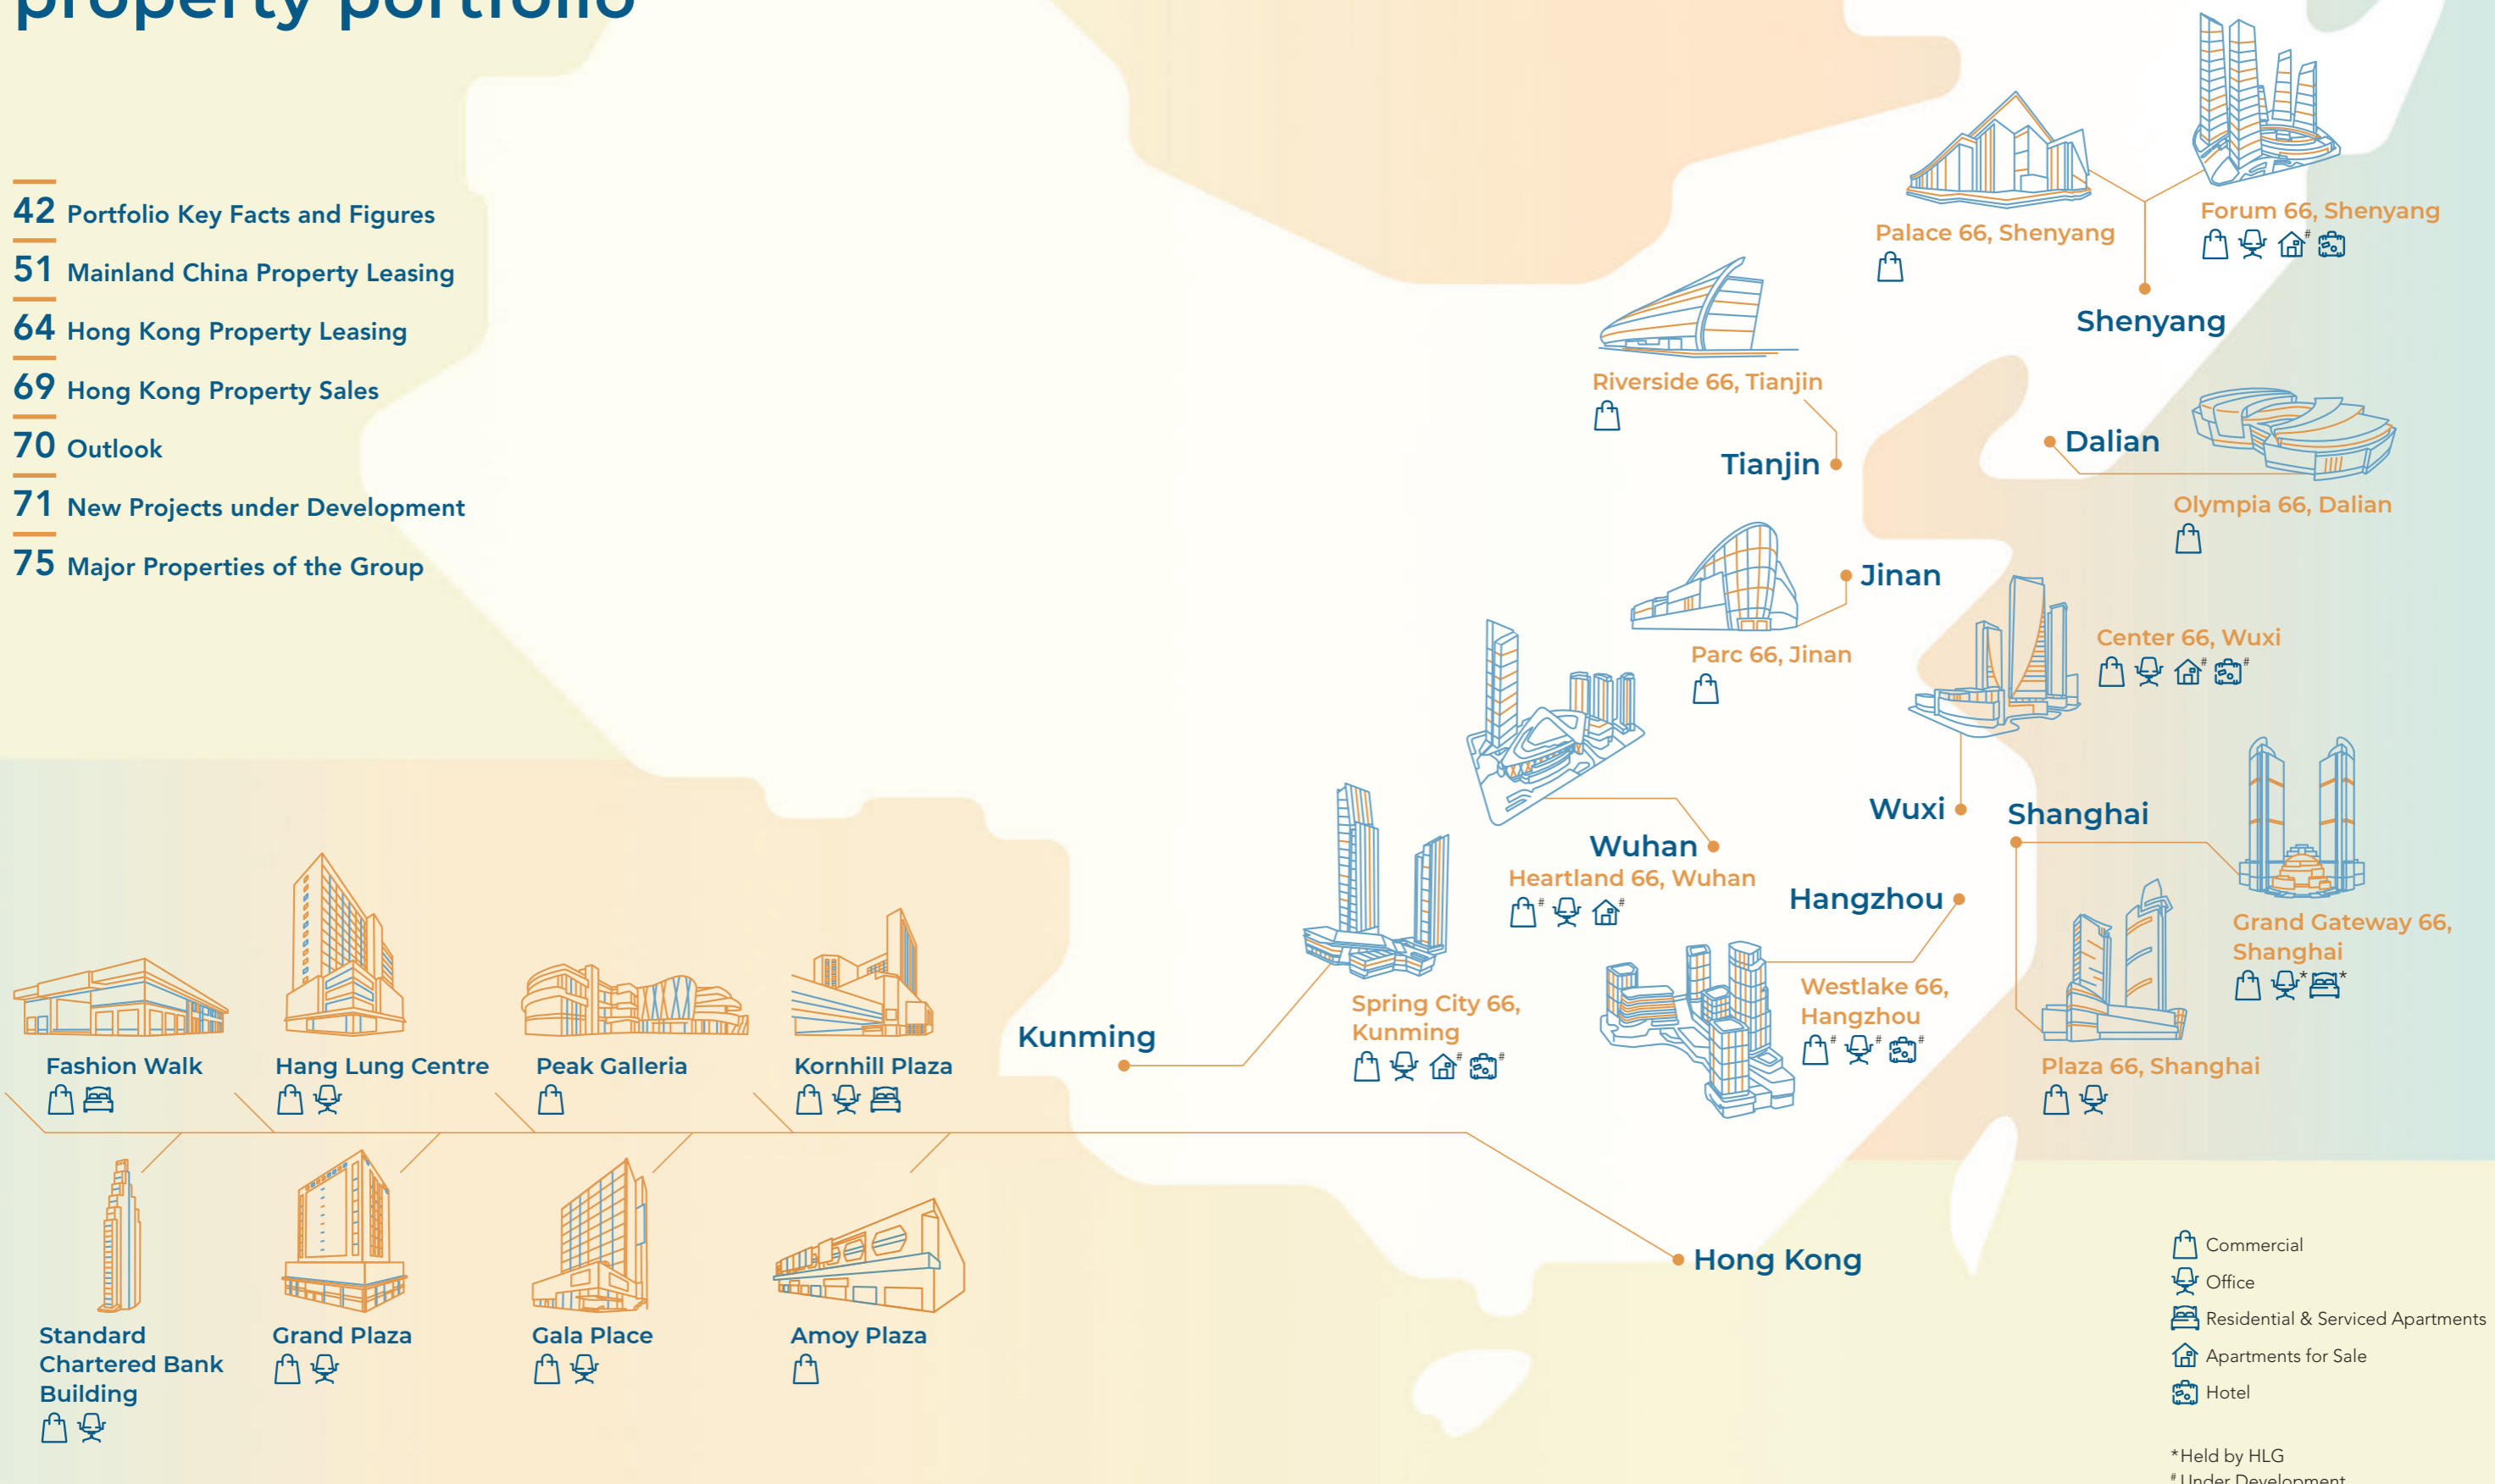 property portfolio
42 Portfolio Key Facts and Figures
51 Mainland China Property Leasing
64 Hong Kong Property Leasing
69 Hong Kong Property Sales
70 Outlook
71 New Projects under Development
75 Major Properties of the Group
Palace 66, Shenyang
Forum 66, Shenyang
#
Shenyang
Riverside 66, Tianjin
Tianjin
Dalian
Olympia 66, Dalian
Jinan
Parc 66, Jinan
Center 66, Wuxi
# #
Wuxi
Shanghai
Wuhan
Heartland 66, Wuhan
# #
Hangzhou
Grand Gateway 66,
Shanghai
* *
Westlake 66,
Hangzhou
# # #
Spring City 66,
Kunming
# #
Kunming
Plaza 66, Shanghai
Fashion Walk
Hang Lung Centre
Peak Galleria
Kornhill Plaza
Standard
Chartered Bank
Building
Grand Plaza
Gala Place
Amoy Plaza
Hong Kong
Commercial
Office
Residential & Serviced Apartments
Apartments for Sale
Hotel
*Held by HLG
# Under Development